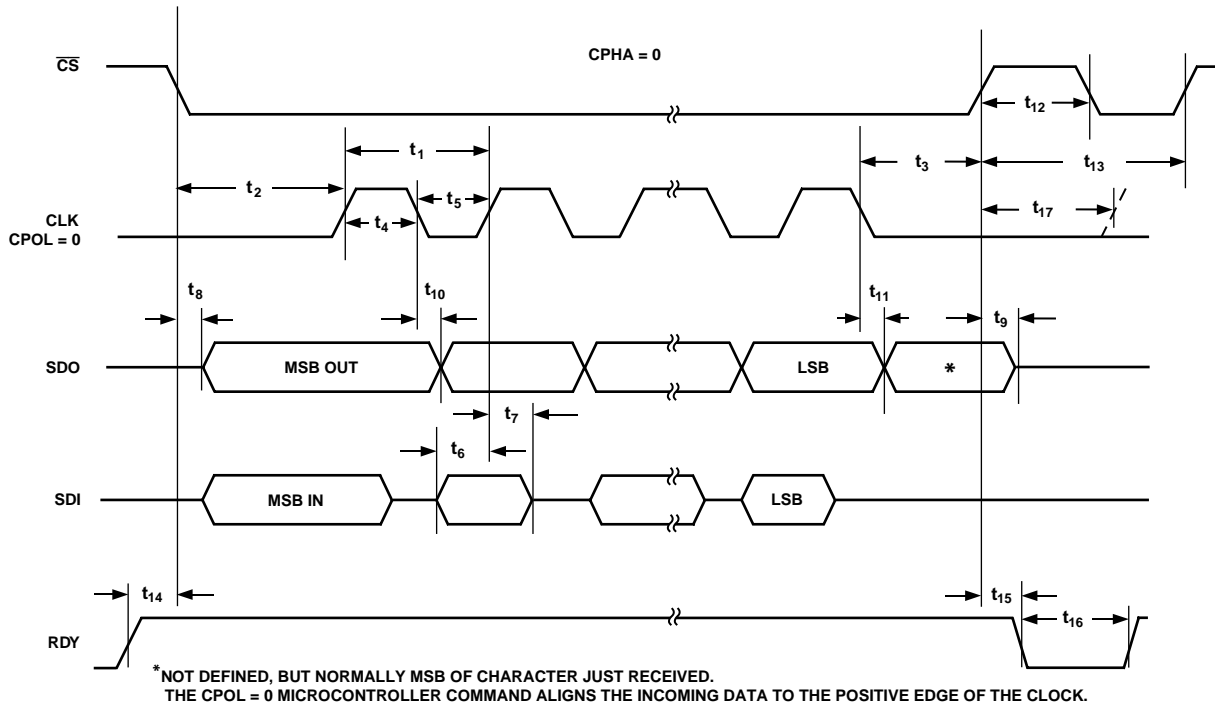 CPHA = 0
CS
t12
t1
t3
t13
t2
t5
t17
CLK
CPOL = 0
t4
t8
t10
t11
t9
SDO
MSB OUT
LSB
*
t7
t6
SDI
MSB IN
LSB
t14
t15
t16
RDY
*NOT DEFINED, BUT NORMALLY MSB OF CHARACTER JUST RECEIVED.
THE CPOL = 0 MICROCONTROLLER COMMAND ALIGNS THE INCOMING DATA TO THE POSITIVE EDGE OF THE CLOCK.